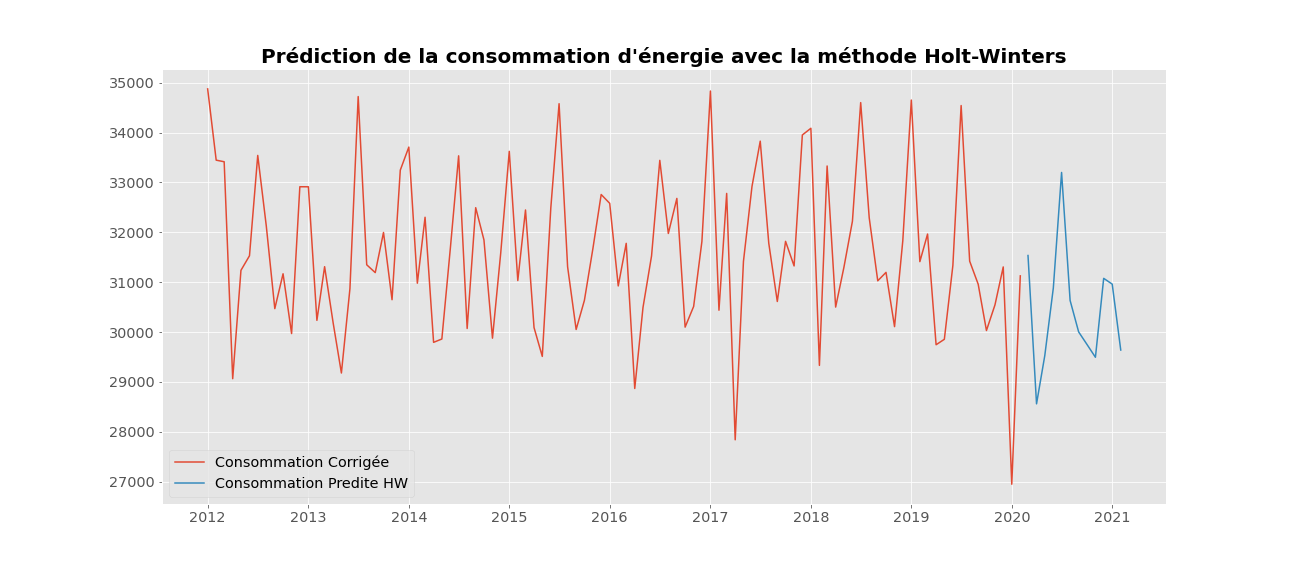 Prédiction de la consommation d'énergie avec la méthode Holt-Winters
35000
34000
33000
32000
31000
30000
29000
28000
27000
Consommation Corrigée
Consommation Predite HW
2012 2013 2014 2015 2016 2017 2018 2019 2020 2021